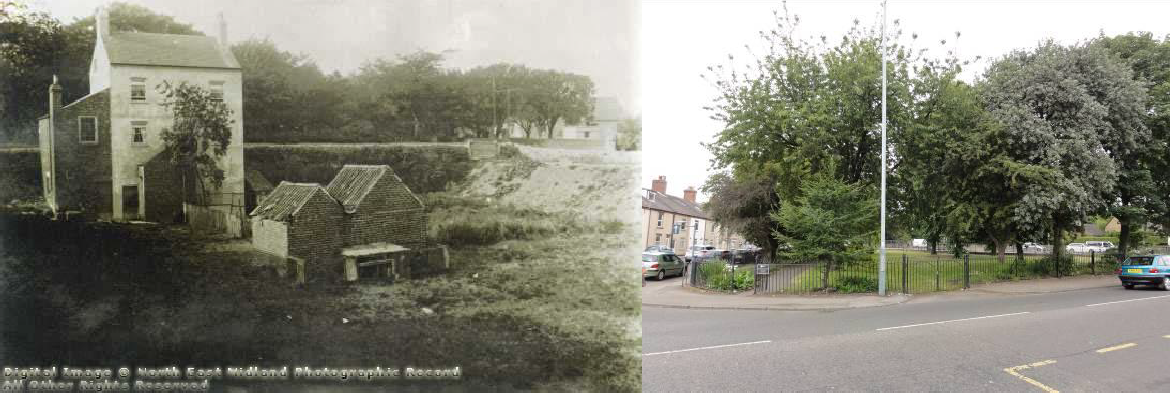 Digital Image @ North East Midland Photographic Record
All Other Rights Reserved